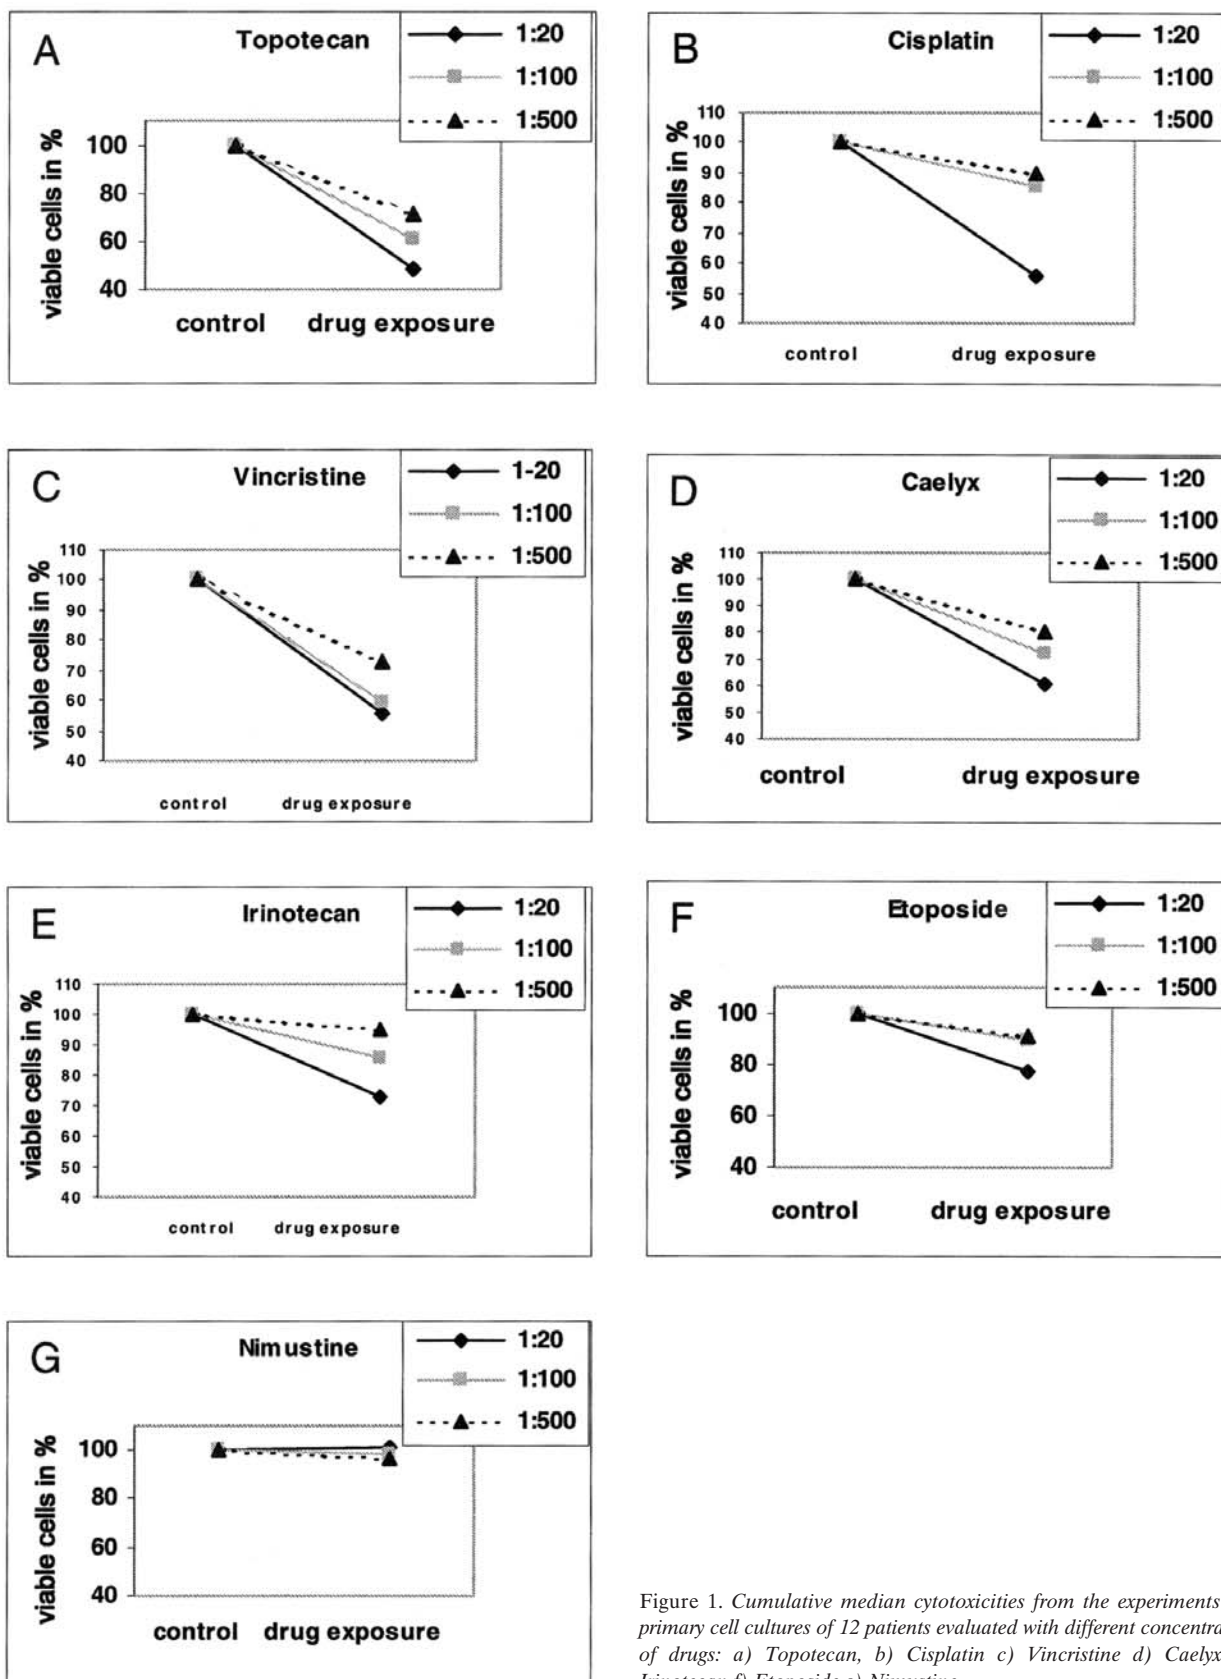 A
Topotecan
1:20
1:100
1:500
viable cells in %
100
80
60
40
control drug exposure
B
Cisplatin
1:20
1:100
1:500
viable cells in %
110
100
90
80
70
60
50
40
control drug exposure
C
Vincristine
1-20
1:100
1:500
viable cells in %
110
100
90
80
70
60
50
40
control drug exposure
D
Caelyx
1:20
1:100
1:500
viable cells in %
110
100
90
80
70
60
50
40
control drug exposure
E
Irinotecan
1:20
1:100
1:500
viable cells in %
110
100
90
80
70
60
50
40
control drug exposure
F
Etoposide
1:20
1:100
1:500
viable cells in %
100
80
60
40
control drug exposure
G
Nimustine
1:20
1:100
1:500
viable cells in %
100
80
60
40
control drug exposure
Figure 1. Cumulative median cytotoxicities from the experiments
primary cell cultures of 12 patients evaluated with different concentra
of drugs: a) Topotecan, b) Cisplatin c) Vincristine d) Caelyx